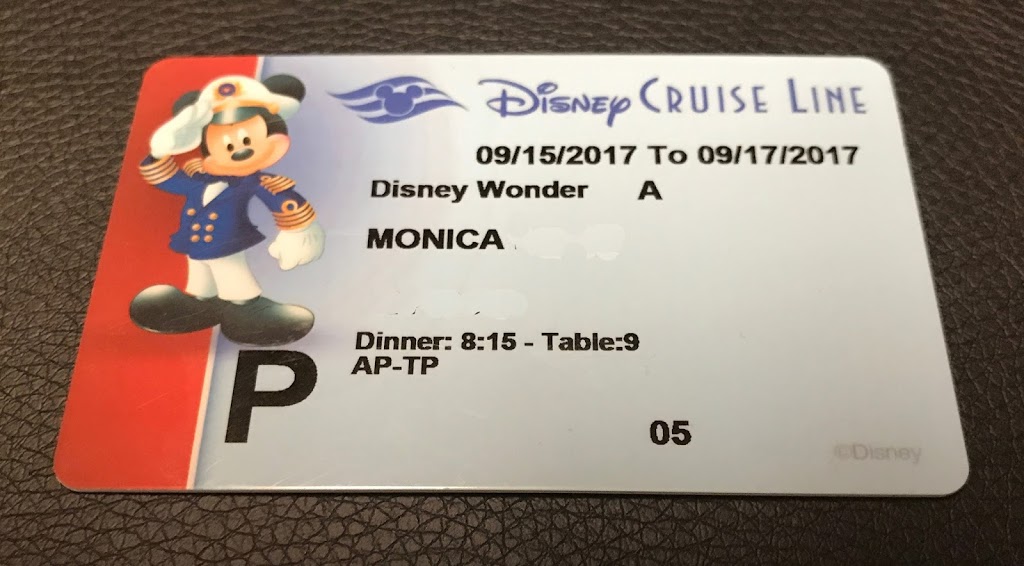 Disney Cruise Line
09/15/2017 To 09/17/2017
Disney Wonder A
MONICA
Dinner: 8:15 - Table:9
AP-TP
P
05
©Disney